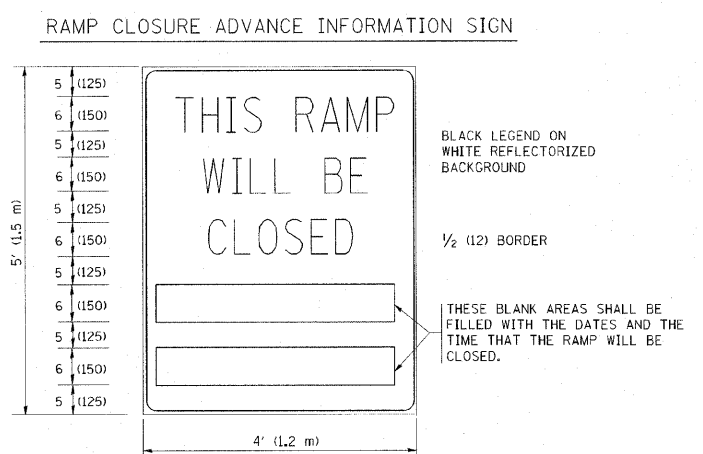 RAMP CLOSURE ADVANCE INFORMATION SIGN
5 (125)
6 (150)
5 (125)
6 (150)
5 (125)
6 (150)
5 (125)
6 (150)
5 (125)
6 (150)
5 (125)
5' (1.5 m)
THIS RAMP
WILL BE
CLOSED
BLACK LEGEND ON
WHITE REFLECTORIZED
BACKGROUND
1/2 (12) BORDER
THESE BLANK AREAS SHALL BE
FILLED WITH THE DATES AND THE
TIME THAT THE RAMP WILL BE
CLOSED.
4' (1.2 m)